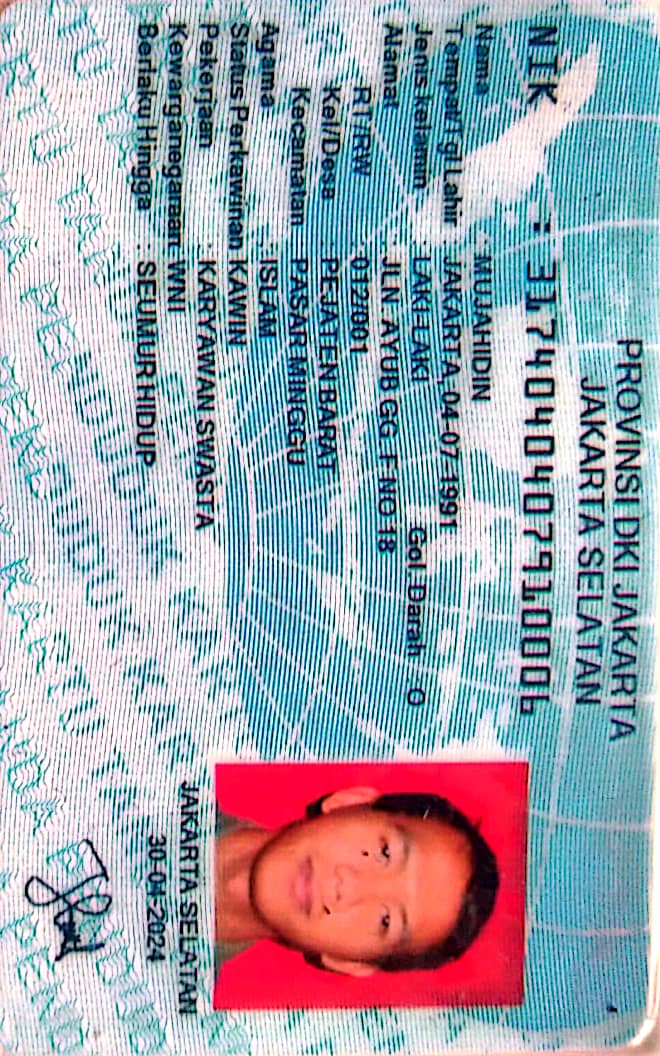 PROVINSI DKI JAKARTA
JAKARTA SELATAN
NIK : 3174040407910006
Nama : MUJAHIDIN
Tempat/Tgl Lahir : JAKARTA, 04-07-1991
Jenis kelamin : LAKI-LAKI Gol. Darah : O
Alamat : JLN. AYUB GG. F NO 18
RT/RW : 012/001
Kel/Desa : PEJATEN BARAT
Kecamatan : PASAR MINGGU
Agama : ISLAM
Status Perkawinan: KAWIN
Pekerjaan : KARYAWAN SWASTA
Kewarganegaraan: WNI
Berlaku Hingga : SEUMUR HIDUP
JAKARTA SELATAN
30-04-2024